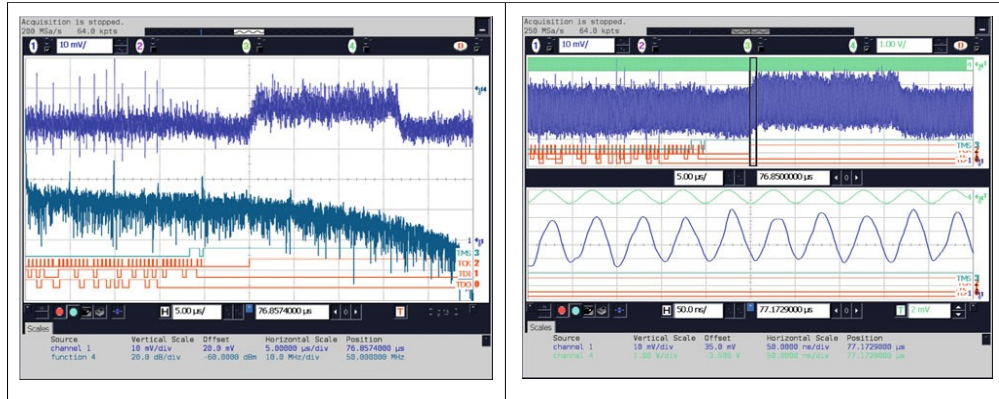 Acquisition is stopped.
200 MSa/s 64.0 kpts
1 10 mV/ 2 3 4
TMS 3
TCK 2
TDI 1
TDO 0
H 5.00 µs/ 76.8574000 µs 0 T
Scales
Source Vertical Scale Offset Horizontal Scale Position
channel 1 10 mV/div 20.0 mV 5.00000 µs/div 76.8574000 µs
function 4 20.0 dB/div -60.0000 dBm 10.0 MHz/div 50.000000 MHz
Acquisition is stopped.
250 MSa/s 64.0 kpts
1 10 mV/ 2 3 4 1.00 V/
TMS 3
5.00 µs/ 76.8500000 µs 0
TMS 3
H 50.0 ns/ 77.1729000 µs 0 T 2 mV
Scales
Source Vertical Scale Offset Horizontal Scale Position
channel 1 10 mV/div 35.0 mV 50.0000 ns/div 77.1729000 µs
channel 4 1.00 V/div -3.500 V 50.0000 ns/div 77.1729000 µs